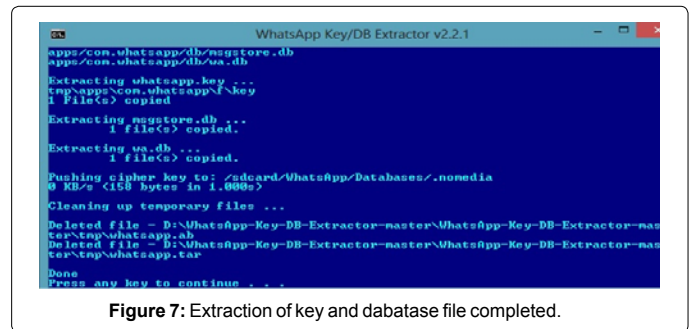 WhatsApp Key/DB Extractor v2.2.1
apps/com.whatsapp/db/msgstore.db
apps/com.whatsapp/db/wa.db
Extracting whatsapp.key ...
tmp\apps\com.whatsapp\f\key
1 File(s) copied
Extracting msgstore.db ...
1 file(s) copied.
Extracting wa.db ...
1 file(s) copied.
Pushing cipher key to: /sdcard/WhatsApp/Databases/.nomedia
0 KB/s (158 bytes in 1.000s)
Cleaning up temporary files ...
Deleted file - D:\WhatsApp-Key-DB-Extractor-master\WhatsApp-Key-DB-Extractor-mas
ter\tmp\whatsapp.ab
Deleted file - D:\WhatsApp-Key-DB-Extractor-master\WhatsApp-Key-DB-Extractor-mas
ter\tmp\whatsapp.tar
Done
Press any key to continue . . .
Figure 7: Extraction of key and dabatase file completed.